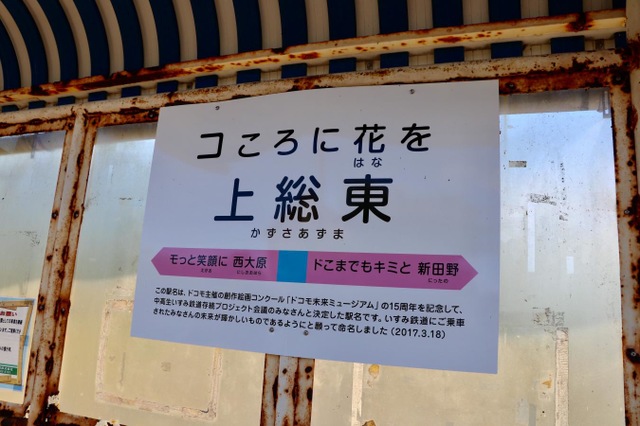 コころに花を
はな
上総東
かずさあずま
モっと笑顔に 西大原
えがお にしおおはら
ドこまでもキミと 新田野
にったの
この駅名は、ドコモ主催の創作絵画コンクール「ドコモ未来ミュージアム」の15周年を記念して、
中高生いすみ鉄道存続プロジェクト会議のみなさんと決定した駅名です。いすみ鉄道にご乗車
されたみなさんの未来が輝かしいものであるようにと願って命名しました(2017.3.18)
お願い